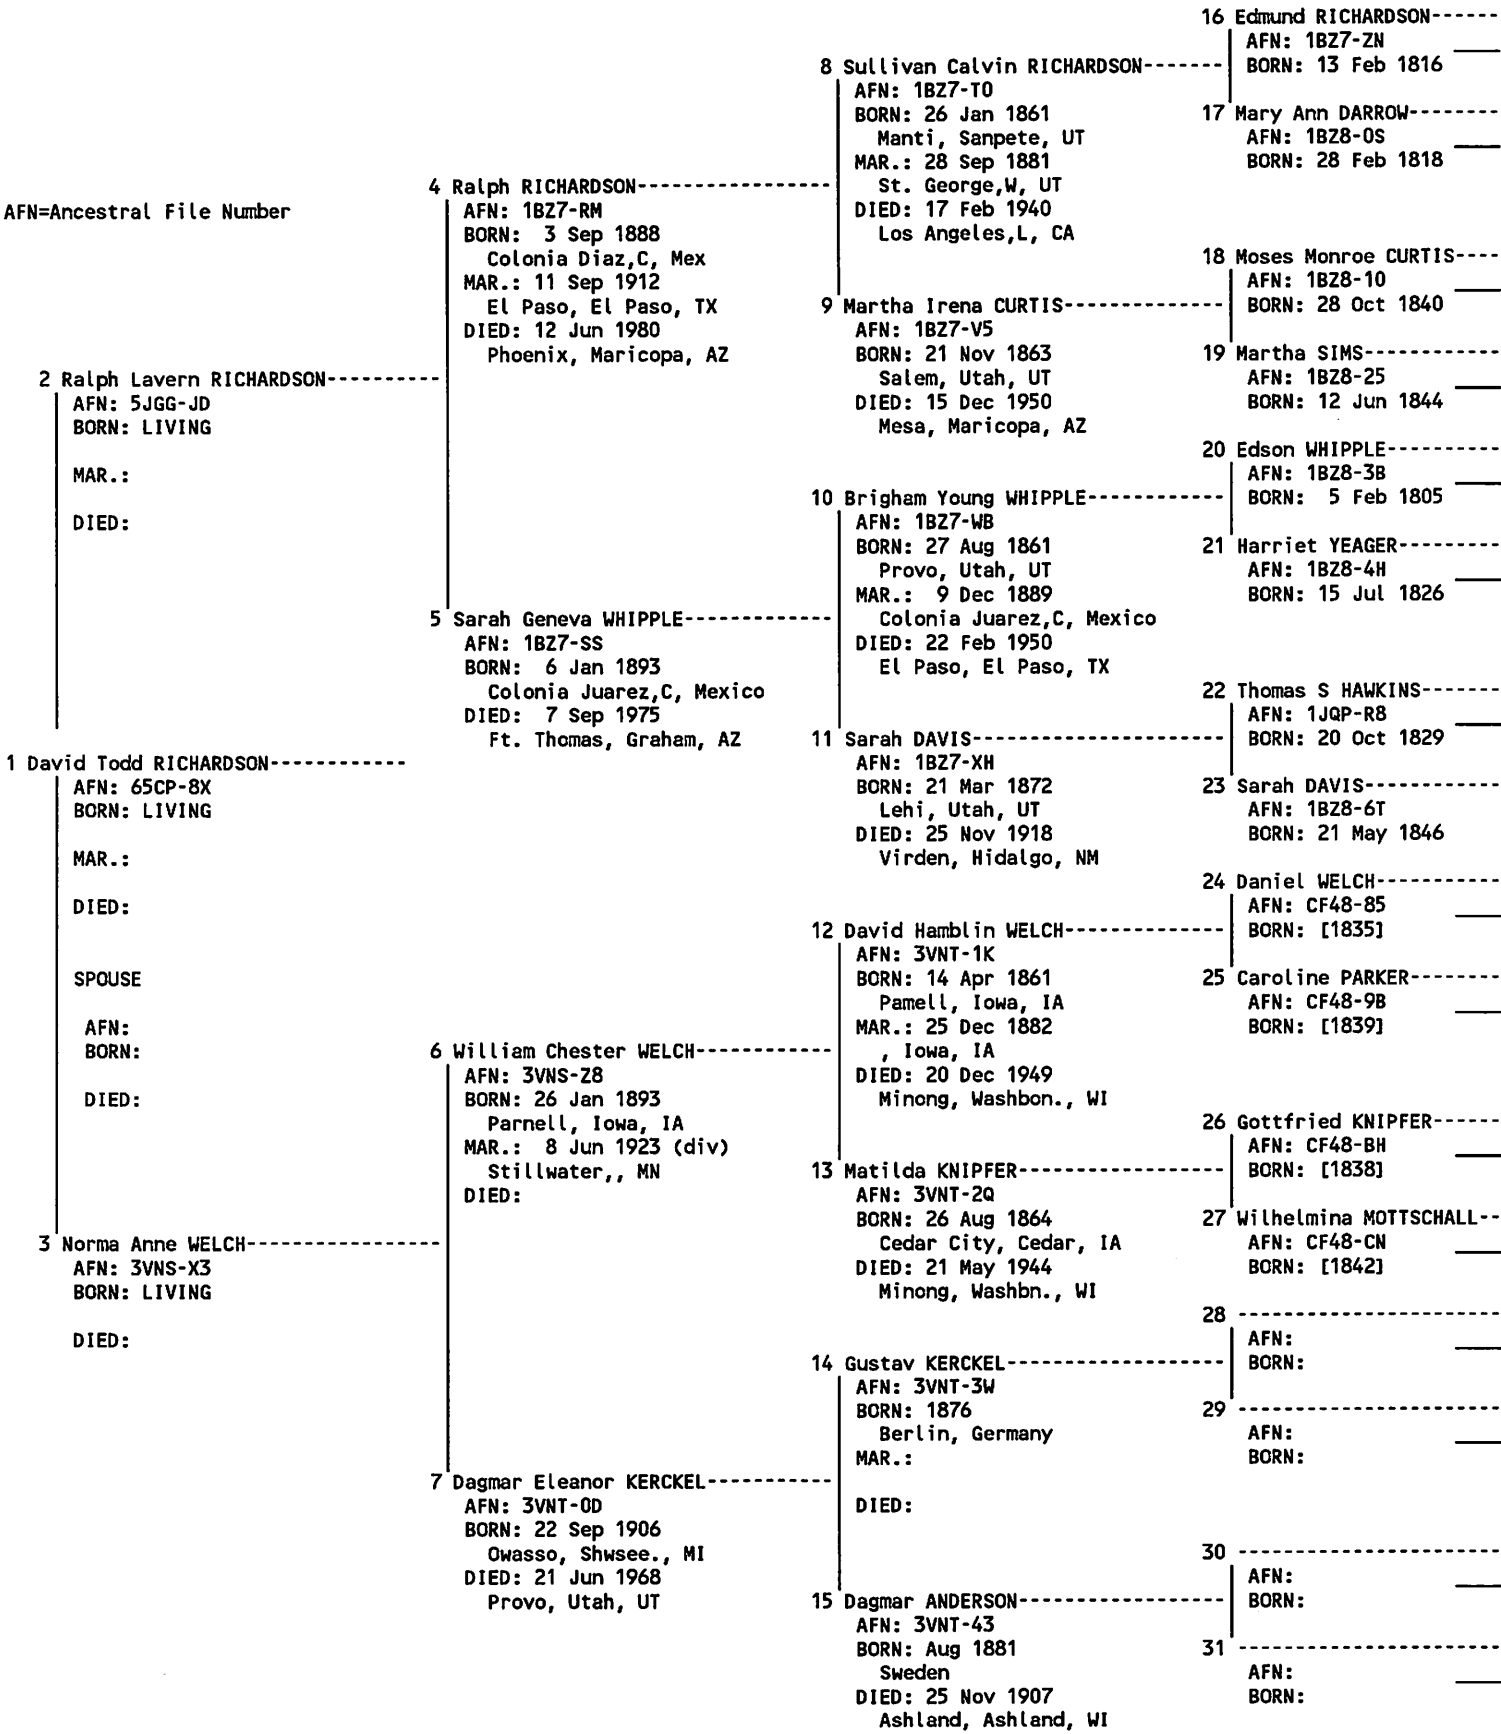 AFN=Ancestral File Number
1 David Todd RICHARDSON------------
AFN: 65CP-8X
BORN: LIVING
MAR.:
DIED:
SPOUSE
AFN:
BORN:
DIED:
2 Ralph Lavern RICHARDSON----------
AFN: 5JGG-JD
BORN: LIVING
MAR.:
DIED:
3 Norma Anne WELCH-----------------
AFN: 3VNS-X3
BORN: LIVING
DIED:
4 Ralph RICHARDSON-----------------
AFN: 1BZ7-RM
BORN:  3 Sep 1888
Colonia Diaz,C, Mex
MAR.: 11 Sep 1912
El Paso, El Paso, TX
DIED: 12 Jun 1980
Phoenix, Maricopa, AZ
5 Sarah Geneva WHIPPLE-------------
AFN: 1BZ7-SS
BORN:  6 Jan 1893
Colonia Juarez,C, Mexico
DIED:  7 Sep 1975
Ft. Thomas, Graham, AZ
6 William Chester WELCH------------
AFN: 3VNS-Z8
BORN: 26 Jan 1893
Parnell, Iowa, IA
MAR.:  8 Jun 1923 (div)
Stillwater,, MN
DIED:
7 Dagmar Eleanor KERCKEL-----------
AFN: 3VNT-0D
BORN: 22 Sep 1906
Owasso, Shwsee., MI
DIED: 21 Jun 1968
Provo, Utah, UT
8 Sullivan Calvin RICHARDSON-------
AFN: 1BZ7-T0
BORN: 26 Jan 1861
Manti, Sanpete, UT
MAR.: 28 Sep 1881
St. George,W, UT
DIED: 17 Feb 1940
Los Angeles,L, CA
9 Martha Irena CURTIS--------------
AFN: 1BZ7-V5
BORN: 21 Nov 1863
Salem, Utah, UT
DIED: 15 Dec 1950
Mesa, Maricopa, AZ
10 Brigham Young WHIPPLE------------
AFN: 1BZ7-WB
BORN: 27 Aug 1861
Provo, Utah, UT
MAR.:  9 Dec 1889
Colonia Juarez,C, Mexico
DIED: 22 Feb 1950
El Paso, El Paso, TX
11 Sarah DAVIS----------------------
AFN: 1BZ7-XH
BORN: 21 Mar 1872
Lehi, Utah, UT
DIED: 25 Nov 1918
Virden, Hidalgo, NM
12 David Hamblin WELCH--------------
AFN: 3VNT-1K
BORN: 14 Apr 1861
Pamell, Iowa, IA
MAR.: 25 Dec 1882
, Iowa, IA
DIED: 20 Dec 1949
Minong, Washbon., WI
13 Matilda KNIPFER------------------
AFN: 3VNT-2Q
BORN: 26 Aug 1864
Cedar City, Cedar, IA
DIED: 21 May 1944
Minong, Washbn., WI
14 Gustav KERCKEL-------------------
AFN: 3VNT-3W
BORN: 1876
Berlin, Germany
MAR.:
DIED:
15 Dagmar ANDERSON------------------
AFN: 3VNT-43
BORN: Aug 1881
Sweden
DIED: 25 Nov 1907
Ashland, Ashland, WI
16 Edmund RICHARDSON------
AFN: 1BZ7-ZN
BORN: 13 Feb 1816
17 Mary Ann DARROW--------
AFN: 1BZ8-0S
BORN: 28 Feb 1818
18 Moses Monroe CURTIS----
AFN: 1BZ8-10
BORN: 28 Oct 1840
19 Martha SIMS------------
AFN: 1BZ8-25
BORN: 12 Jun 1844
20 Edson WHIPPLE----------
AFN: 1BZ8-3B
BORN:  5 Feb 1805
21 Harriet YEAGER---------
AFN: 1BZ8-4H
BORN: 15 Jul 1826
22 Thomas S HAWKINS-------
AFN: 1JQP-R8
BORN: 20 Oct 1829
23 Sarah DAVIS------------
AFN: 1BZ8-6T
BORN: 21 May 1846
24 Daniel WELCH-----------
AFN: CF48-85
BORN: [1835]
25 Caroline PARKER--------
AFN: CF48-9B
BORN: [1839]
26 Gottfried KNIPFER------
AFN: CF48-BH
BORN: [1838]
27 Wilhelmina MOTTSCHALL--
AFN: CF48-CN
BORN: [1842]
28 -----------------------
AFN:
BORN:
29 -----------------------
AFN:
BORN:
30 -----------------------
AFN:
BORN:
31 -----------------------
AFN:
BORN: